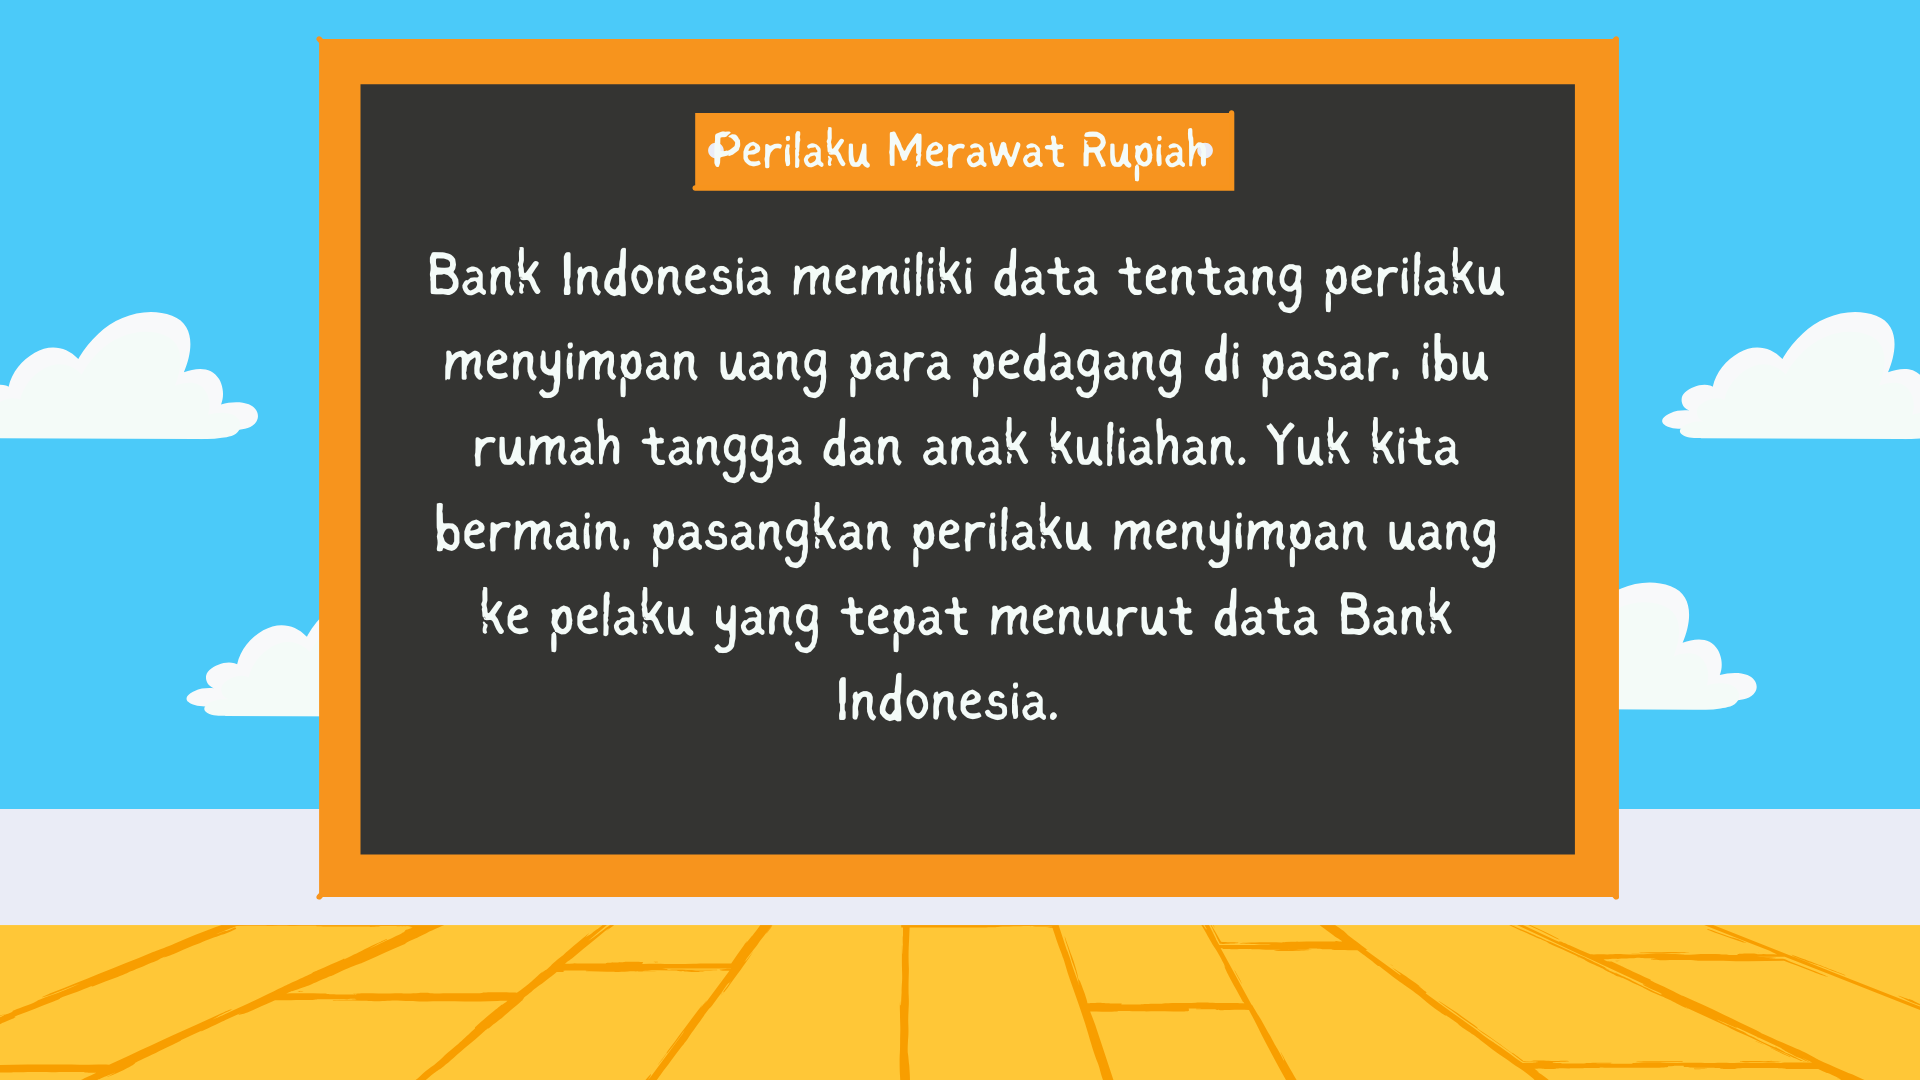 Perilaku Merawat Rupiah
Bank Indonesia memiliki data tentang perilaku
menyimpan uang para pedagang di pasar, ibu
rumah tangga dan anak kuliahan. Yuk kita
bermain, pasangkan perilaku menyimpan uang
ke pelaku yang tepat menurut data Bank
Indonesia.